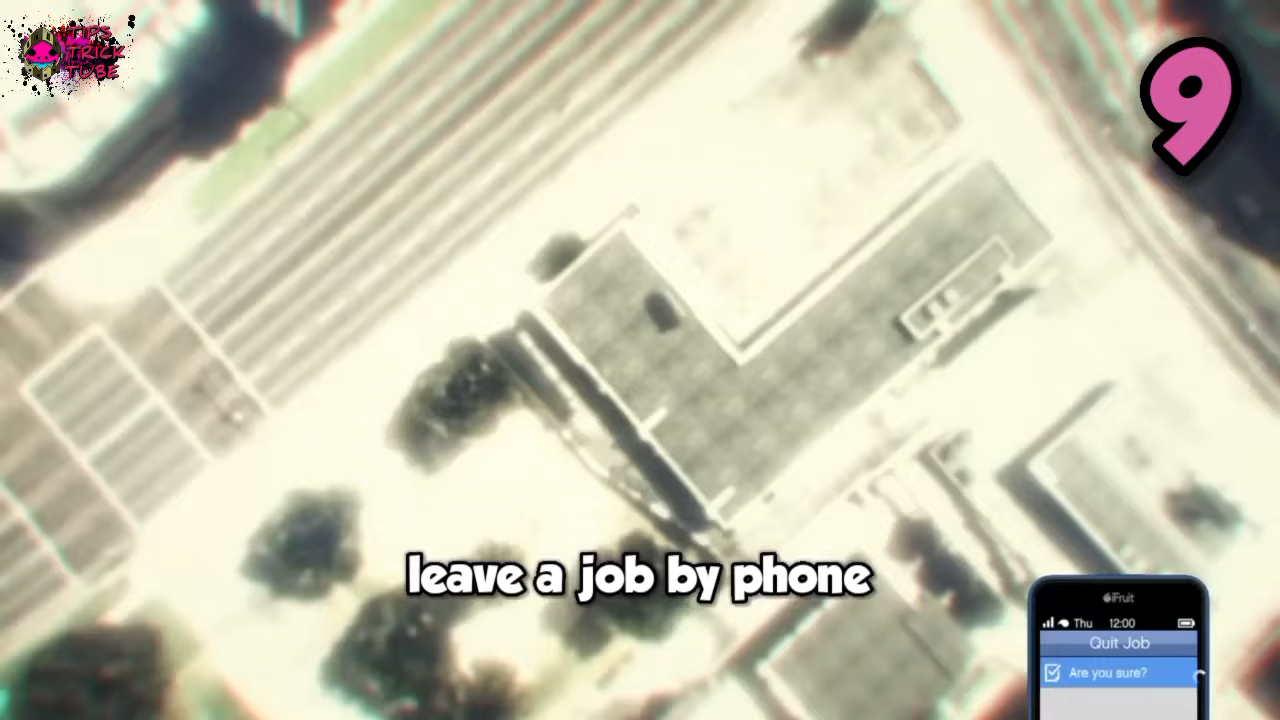 TIPS
TRICK
TUBE
9
leave a job by phone
iFruit
Thu 12:00
Quit Job
Are you sure?